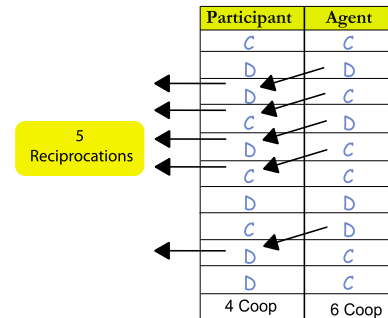 Participant Agent
C C
D D
D C
C D
5
Reciprocations
D C
C C
D D
C D
D C
D C
4 Coop 6 Coop